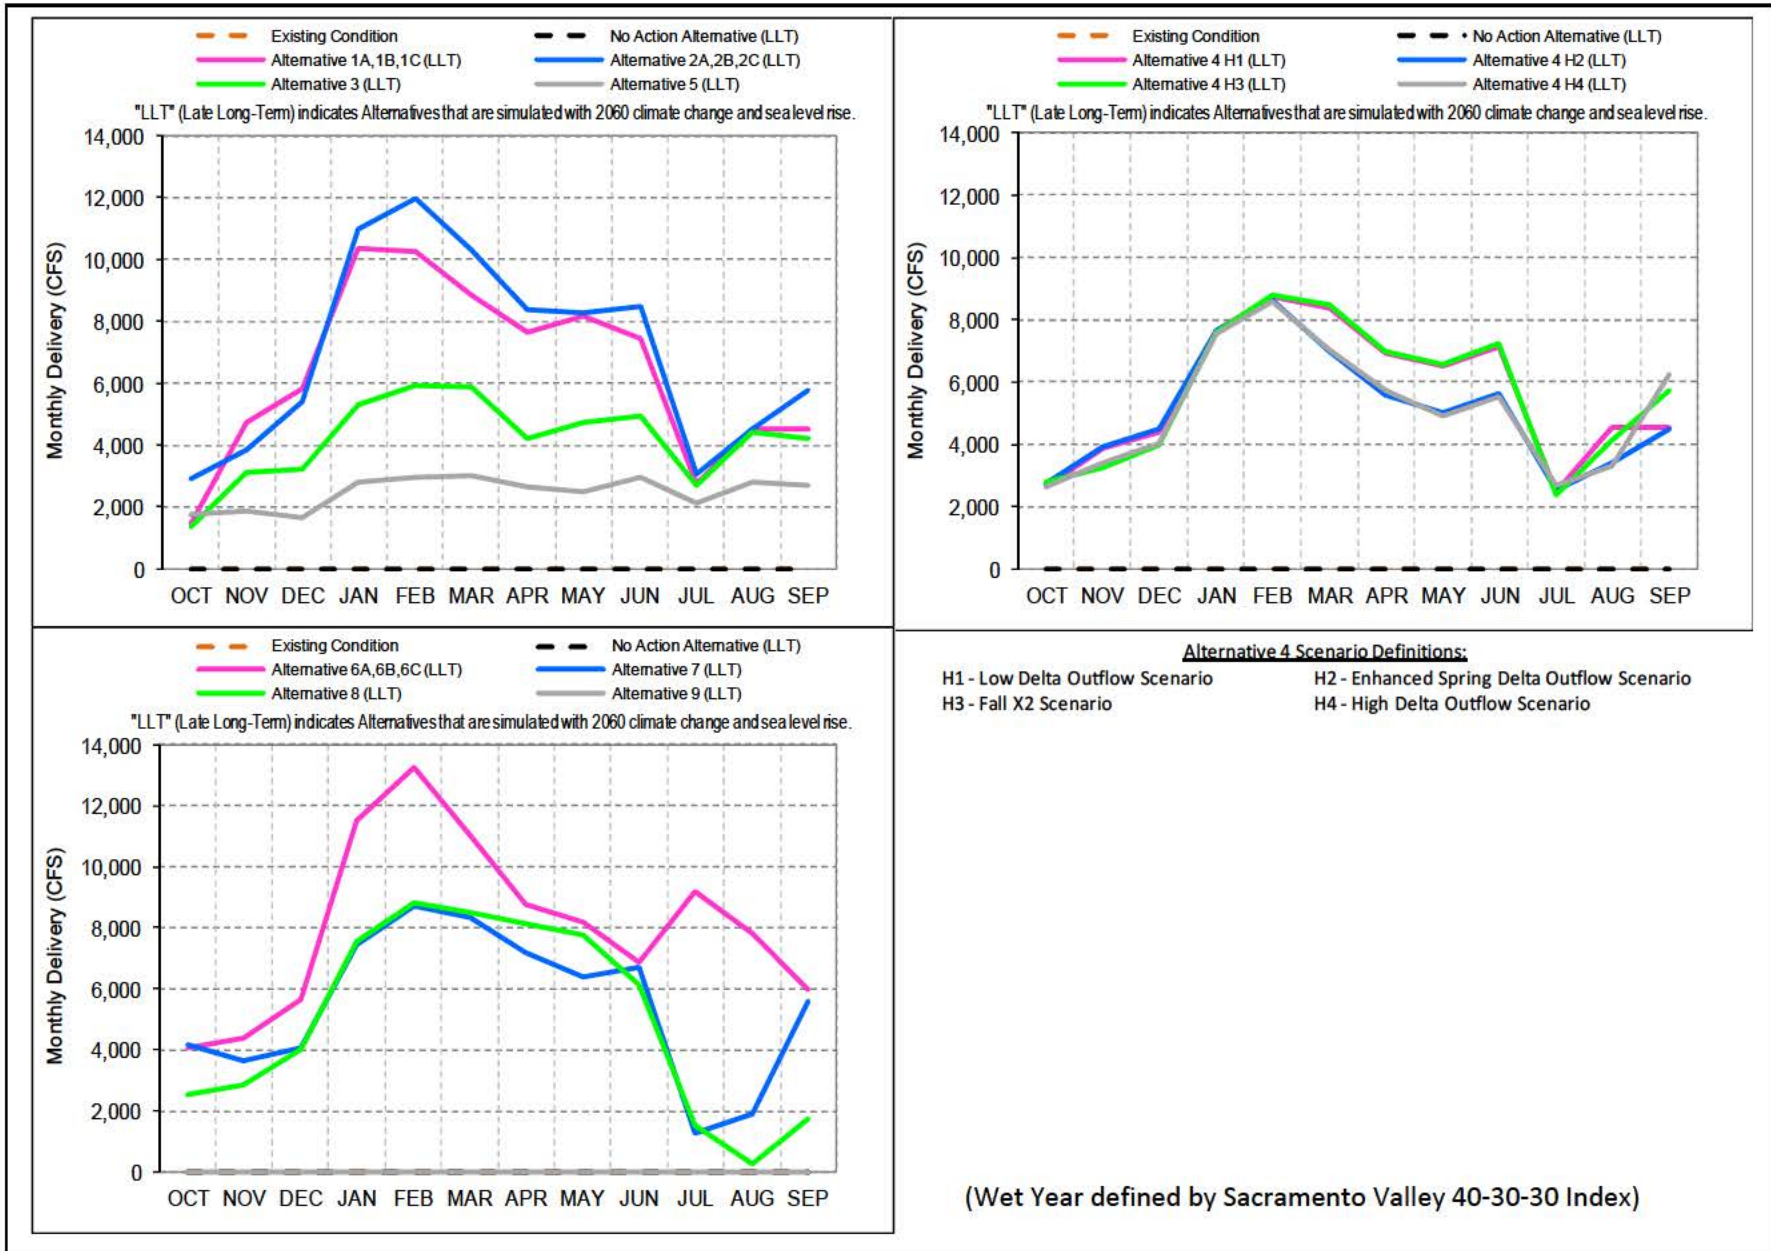 Existing Condition No Action Alternative (LLT)
Alternative 1A,1B,1C (LLT) Alternative 2A,2B,2C (LLT)
Alternative 3 (LLT) Alternative 5 (LLT)
"LLT" (Late Long-Term) indicates Alternatives that are simulated with 2060 climate change and sea level rise.
Monthly Delivery (CFS)
14,000
12,000
10,000
8,000
6,000
4,000
2,000
0
OCT NOV DEC JAN FEB MAR APR MAY JUN JUL AUG SEP
Existing Condition No Action Alternative (LLT)
Alternative 4 H1 (LLT) Alternative 4 H2 (LLT)
Alternative 4 H3 (LLT) Alternative 4 H4 (LLT)
"LLT" (Late Long-Term) indicates Alternatives that are simulated with 2060 climate change and sea level rise.
Monthly Delivery (CFS)
14,000
12,000
10,000
8,000
6,000
4,000
2,000
0
OCT NOV DEC JAN FEB MAR APR MAY JUN JUL AUG SEP
Existing Condition No Action Alternative (LLT)
Alternative 6A,6B,6C (LLT) Alternative 7 (LLT)
Alternative 8 (LLT) Alternative 9 (LLT)
"LLT" (Late Long-Term) indicates Alternatives that are simulated with 2060 climate change and sea level rise.
Monthly Delivery (CFS)
14,000
12,000
10,000
8,000
6,000
4,000
2,000
0
OCT NOV DEC JAN FEB MAR APR MAY JUN JUL AUG SEP
Alternative 4 Scenario Definitions:
H1 - Low Delta Outflow Scenario H2 - Enhanced Spring Delta Outflow Scenario
H3 - Fall X2 Scenario H4 - High Delta Outflow Scenario
(Wet Year defined by Sacramento Valley 40-30-30 Index)